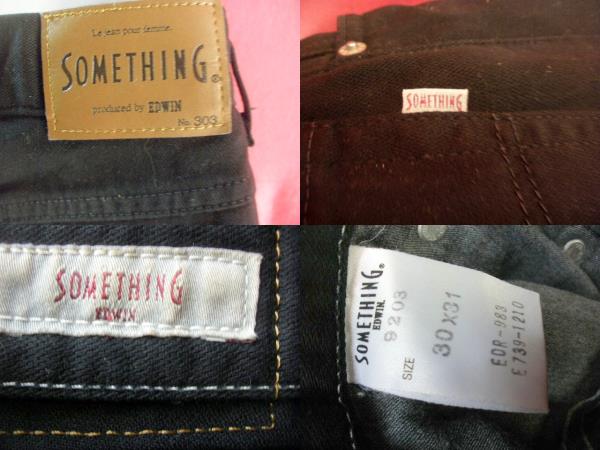 Le jean pour femme.
SOMETHING®
produced by EDWIN
No. 303
SOMETHING
SOMETHING
EDWIN
SOMETHING®
EDWIN.
9203
SIZE
30X31
EDR-983
E739-1210